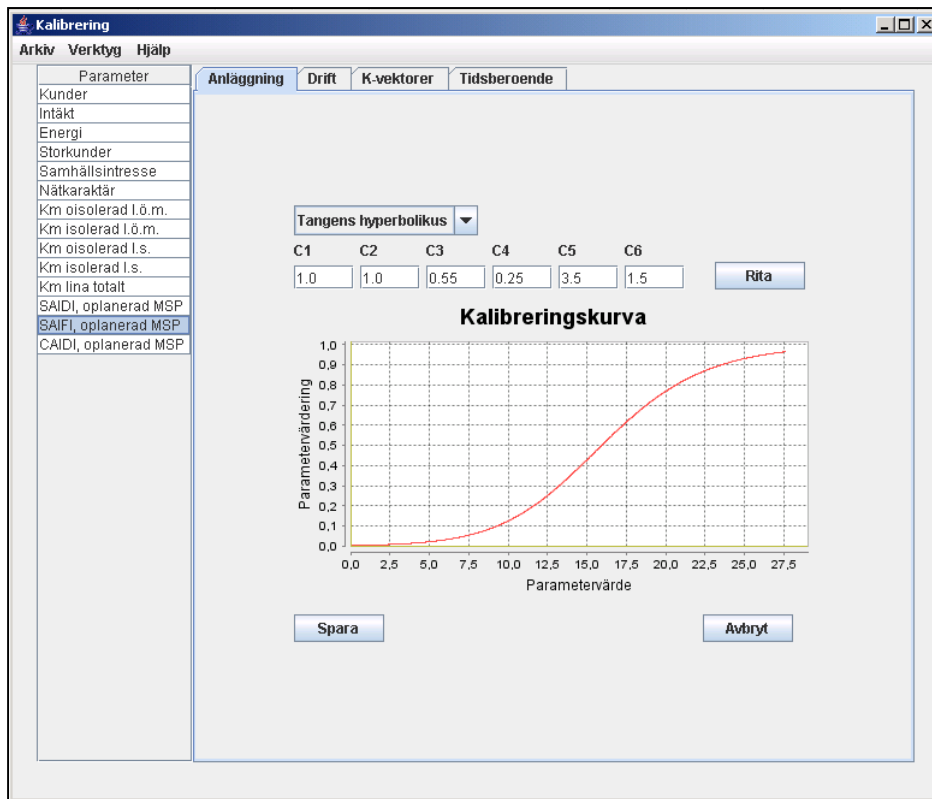 Kalibrering
Arkiv Verktyg Hjälp
Parameter
Kunder
Intäkt
Energi
Storkunder
Samhällsintresse
Nätkaraktär
Km oisolerad l.ö.m.
Km isolerad l.ö.m.
Km oisolerad l.s.
Km isolerad l.s.
Km lina totalt
SAIDI, oplanerad MSP
SAIFI, oplanerad MSP
CAIDI, oplanerad MSP
Anläggning Drift K-vektorer Tidsberoende
Tangens hyperbolikus
C1 C2 C3 C4 C5 C6
1.0 1.0 0.55 0.25 3.5 1.5
Rita
Kalibreringskurva
Parametervärdering
1,0
0,9
0,8
0,7
0,6
0,5
0,4
0,3
0,2
0,1
0,0
0,0 2,5 5,0 7,5 10,0 12,5 15,0 17,5 20,0 22,5 25,0 27,5
Parametervärde
Spara
Avbryt